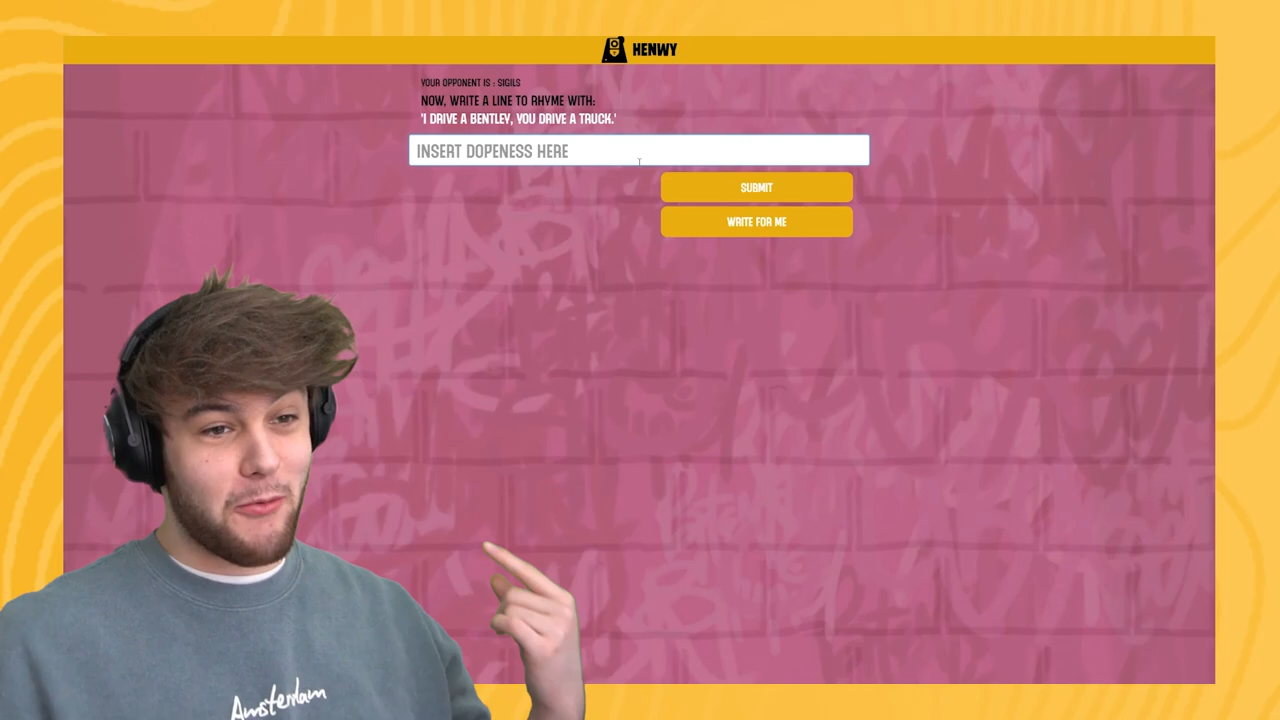 HENWY
YOUR OPPONENT IS : SIGILS
NOW, WRITE A LINE TO RHYME WITH:
'I DRIVE A BENTLEY, YOU DRIVE A TRUCK.'
INSERT DOPENESS HERE
SUBMIT
WRITE FOR ME
Amsterdam